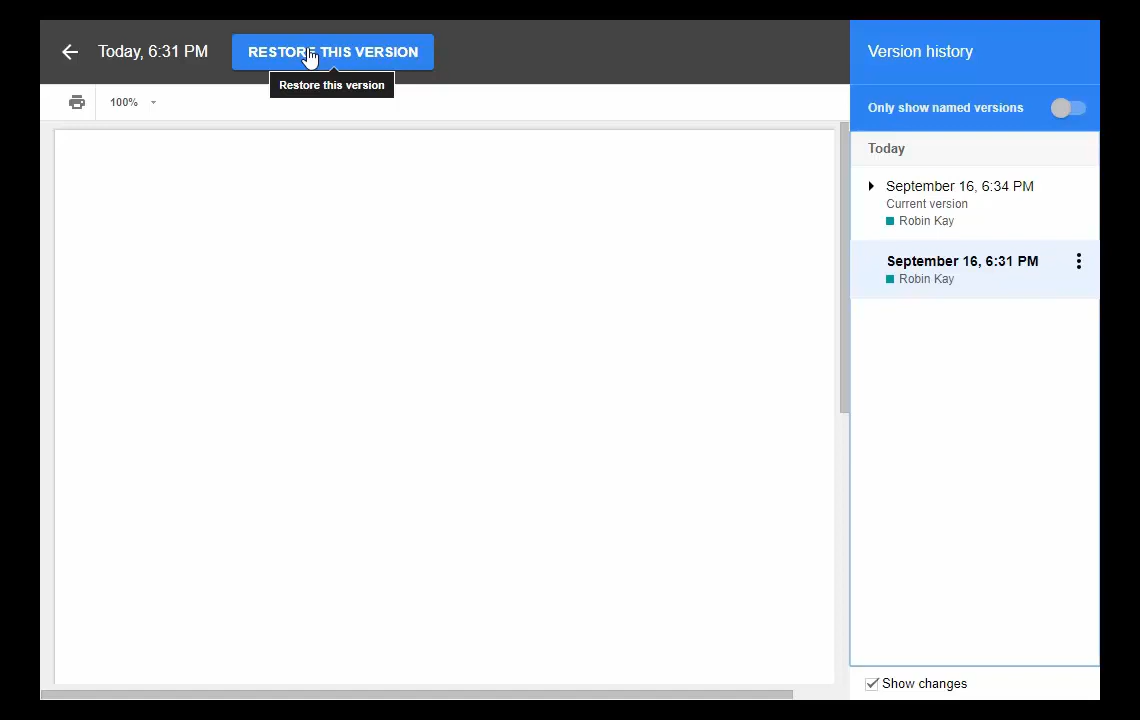 Today, 6:31 PM
RESTORE THIS VERSION
Restore this version
100%
Version history
Only show named versions
Today
September 16, 6:34 PM
Current version
Robin Kay
September 16, 6:31 PM
Robin Kay
Show changes